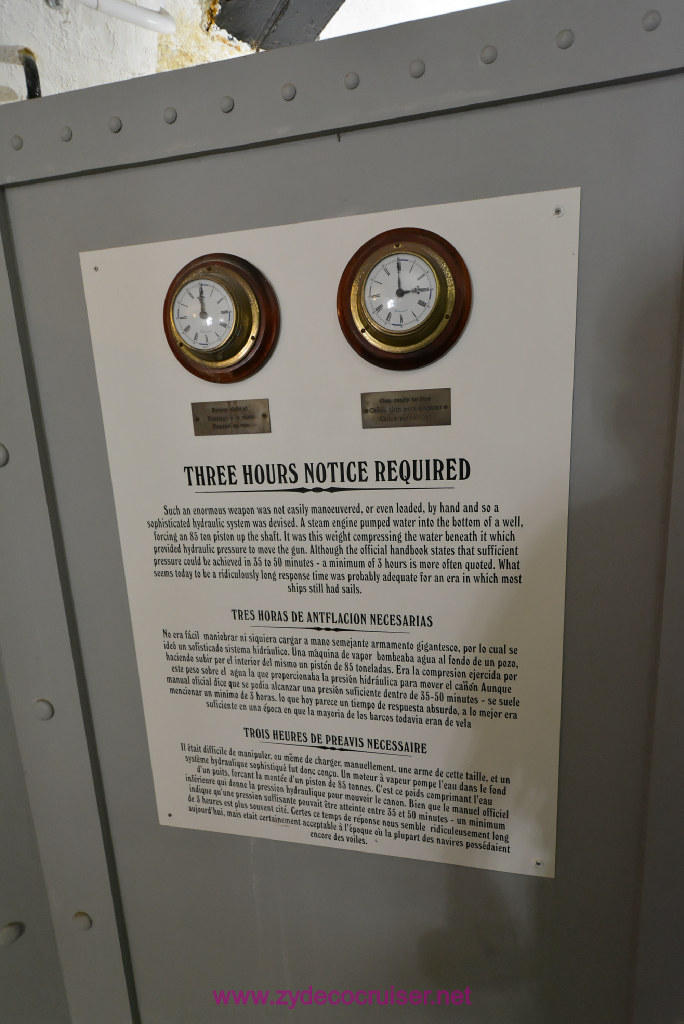 Gun ready to fire
THREE HOURS NOTICE REQUIRED
Such an enormous weapon was not easily manoeuvered, or even loaded, by hand and so a
sophisticated hydraulic system was devised. A steam engine pumped water into the bottom of a well,
forcing an 85 ton piston up the shaft. It was this weight compressing the water beneath it which
provided hydraulic pressure to move the gun. Although the official handbook states that sufficient
pressure could be achieved in 35 to 50 minutes - a minimum of 3 hours is more often quoted. What
seems today to be a ridiculously long response time was probably adequate for an era in which most
ships still had sails.
TRES HORAS DE ANTFLACION NECESARIAS
No era fácil maniobrar ni siquiera cargar a mano semejante armamento gigantesco, por lo cual se
ideó un sofisticado sistema hidráulico. Una máquina de vapor bombeaba agua al fondo de un pozo,
haciendo subir por el interior del mismo un pistón de 85 toneladas. Era la compresion ejercida por
este peso sobre el agua la que proporcionaba la presión hidráulica para mover el cañón Aunque
manual oficial dice que se podia alcanzar una presión suficiente dentro de 35-50 minutos - se suele
mencionar un minimo de 3 horas. lo que hoy parece un tiempo de respuesta absurdo, a lo mejor era
suficiente en una época en que la mayoria de los barcos todavia eran de vela
TROIS HEURES DE PREAVIS NECESSAIRE
Il était difficile de manipuler, ou même de charger, manuellement, une arme de cette taille, et un
système hydraulique sophistiqué fut donc conçu. Un moteur à vapeur pompe l'eau dans le fond
d'un puits, forcant la montée d'un piston de 85 tonnes. C'est ce poids comprimant l'eau
inférieure qui donne la pression hydraulique pour mouvoir le canon. Bien que le manuel officiel
indique qu'une pression suffisante pouvait être atteinte entre 35 et 50 minutes - un minimum
de 3 heures est plus souvent cité. Certes ce temps de réponse nous semble ridiculeusement long
aujourd'hui, mais etait certainement acceptable à l'époque où la plupart des navires possédaient
encore des voiles.
www.zydecocruiser.net